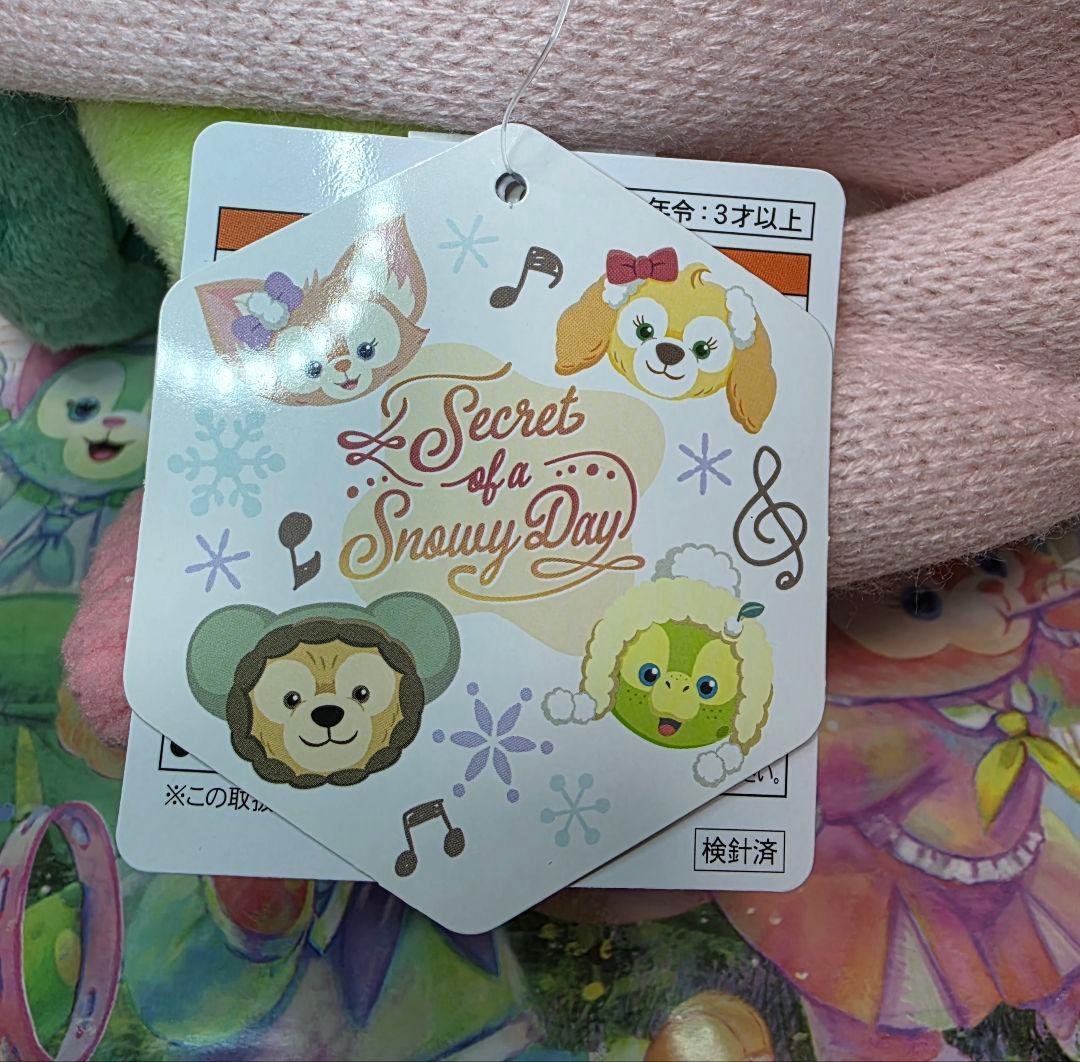 年令：3才以上
Secret
of a
Snowy Day
い。
※この取扱
検針済